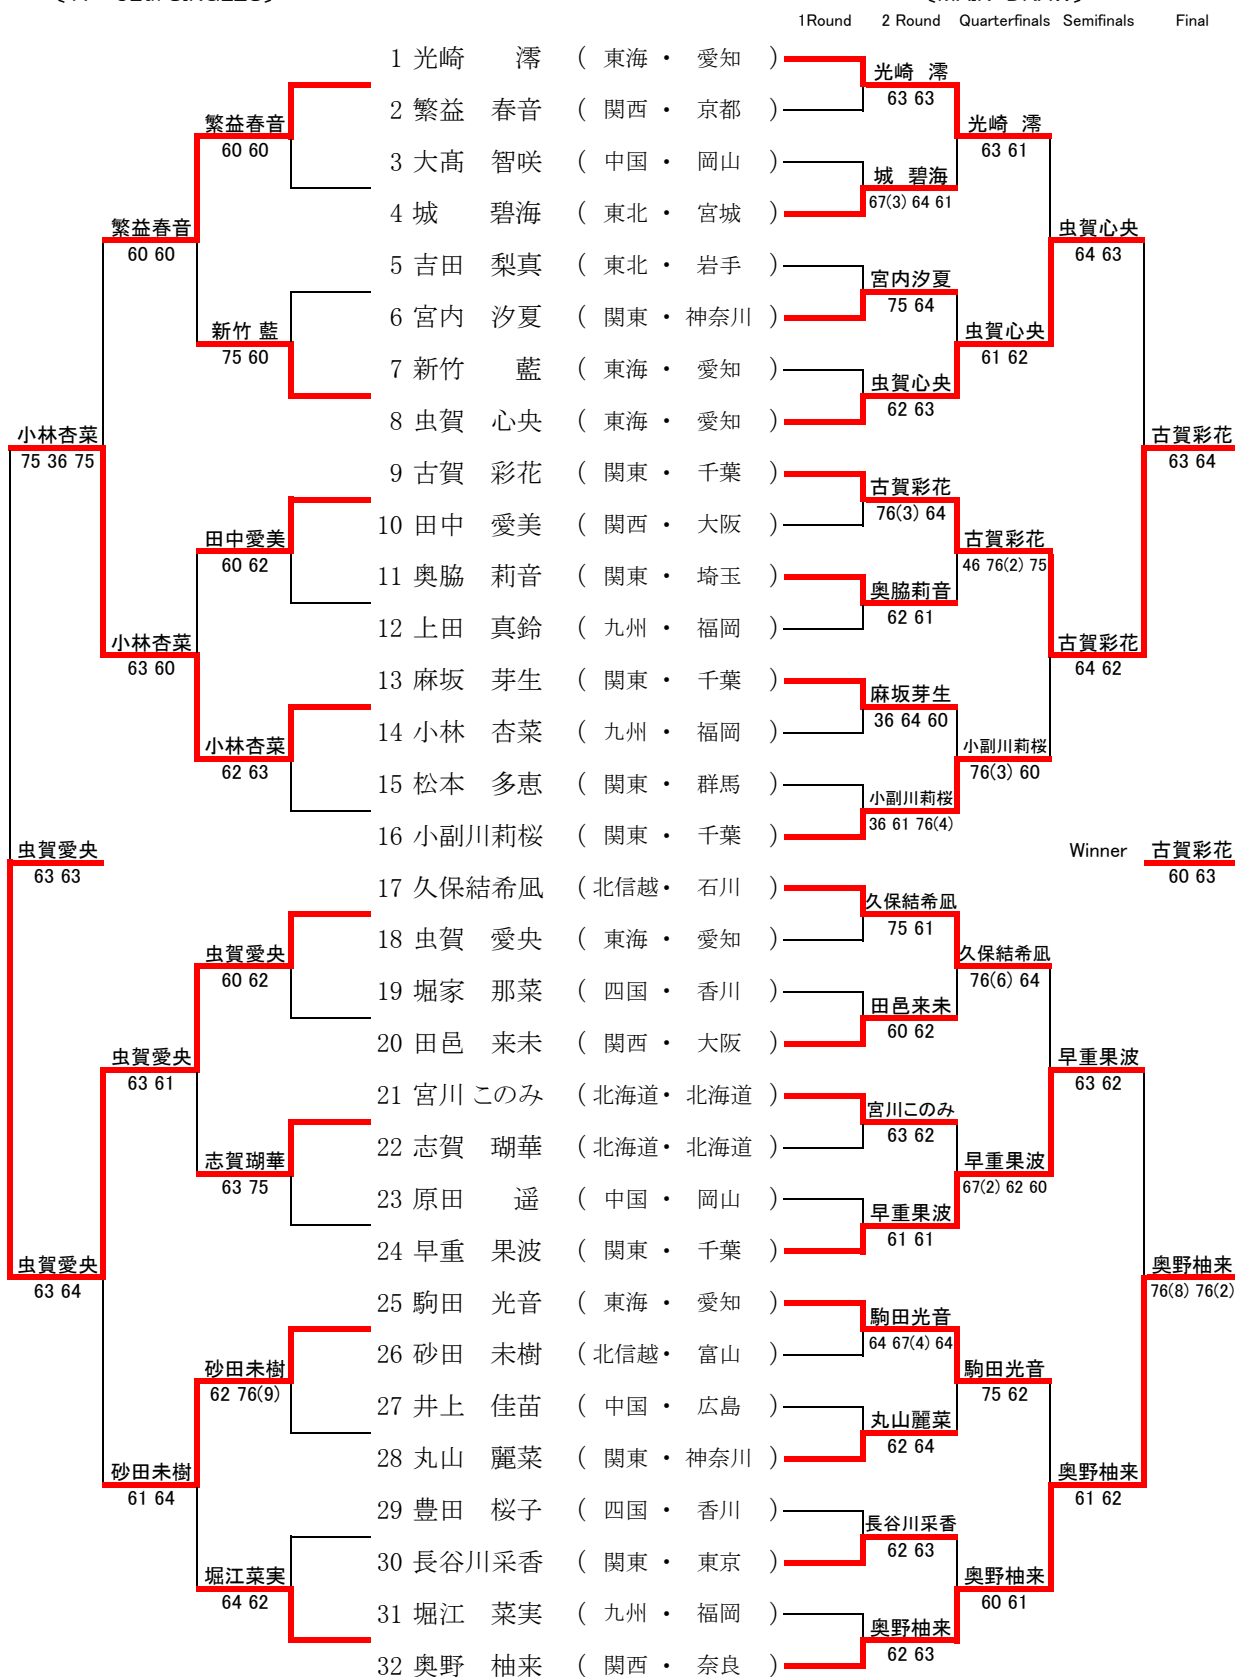 1Round 2 Round Quarterfinals Semifinals Final
1 光崎 澪 ( 東海 ・ 愛知 )
光崎 澪
63 63
2 繁益 春音 ( 関西 ・ 京都 )
繁益春音
60 60
光崎 澪
63 61
3 大髙 智咲 ( 中国 ・ 岡山 )
城 碧海
67(3) 64 61
4 城 碧海 ( 東北 ・ 宮城 )
繁益春音
60 60
虫賀心央
64 63
5 吉田 梨真 ( 東北 ・ 岩手 )
宮内汐夏
75 64
6 宮内 汐夏 ( 関東 ・ 神奈川 )
新竹 藍
75 60
虫賀心央
61 62
7 新竹 藍 ( 東海 ・ 愛知 )
虫賀心央
62 63
8 虫賀 心央 ( 東海 ・ 愛知 )
小林杏菜
75 36 75
古賀彩花
63 64
9 古賀 彩花 ( 関東 ・ 千葉 )
古賀彩花
76(3) 64
10 田中 愛美 ( 関西 ・ 大阪 )
田中愛美
60 62
古賀彩花
46 76(2) 75
11 奥脇 莉音 ( 関東 ・ 埼玉 )
奥脇莉音
62 61
12 上田 真鈴 ( 九州 ・ 福岡 )
小林杏菜
63 60
古賀彩花
64 62
13 麻坂 芽生 ( 関東 ・ 千葉 )
麻坂芽生
36 64 60
14 小林 杏菜 ( 九州 ・ 福岡 )
小林杏菜
62 63
小副川莉桜
76(3) 60
15 松本 多恵 ( 関東 ・ 群馬 )
小副川莉桜
36 61 76(4)
16 小副川莉桜 ( 関東 ・ 千葉 )
虫賀愛央
63 63
Winner 古賀彩花
60 63
17 久保結希凪 ( 北信越・ 石川 )
久保結希凪
75 61
18 虫賀 愛央 ( 東海 ・ 愛知 )
虫賀愛央
60 62
久保結希凪
76(6) 64
19 堀家 那菜 ( 四国 ・ 香川 )
田邑来未
60 62
20 田邑 来未 ( 関西 ・ 大阪 )
虫賀愛央
63 61
早重果波
63 62
21 宮川 このみ ( 北海道・ 北海道 )
宮川このみ
63 62
22 志賀 瑚華 ( 北海道・ 北海道 )
志賀瑚華
63 75
早重果波
67(2) 62 60
23 原田 遥 ( 中国 ・ 岡山 )
早重果波
61 61
24 早重 果波 ( 関東 ・ 千葉 )
虫賀愛央
63 64
奥野柚来
76(8) 76(2)
25 駒田 光音 ( 東海 ・ 愛知 )
駒田光音
64 67(4) 64
26 砂田 未樹 ( 北信越・ 富山 )
砂田未樹
62 76(9)
駒田光音
75 62
27 井上 佳苗 ( 中国 ・ 広島 )
丸山麗菜
62 64
28 丸山 麗菜 ( 関東 ・ 神奈川 )
砂田未樹
61 64
奥野柚来
61 62
29 豊田 桜子 ( 四国 ・ 香川 )
長谷川采香
62 63
30 長谷川采香 ( 関東 ・ 東京 )
堀江菜実
64 62
奥野柚来
60 61
31 堀江 菜実 ( 九州 ・ 福岡 )
奥野柚来
62 63
32 奥野 柚来 ( 関西 ・ 奈良 )